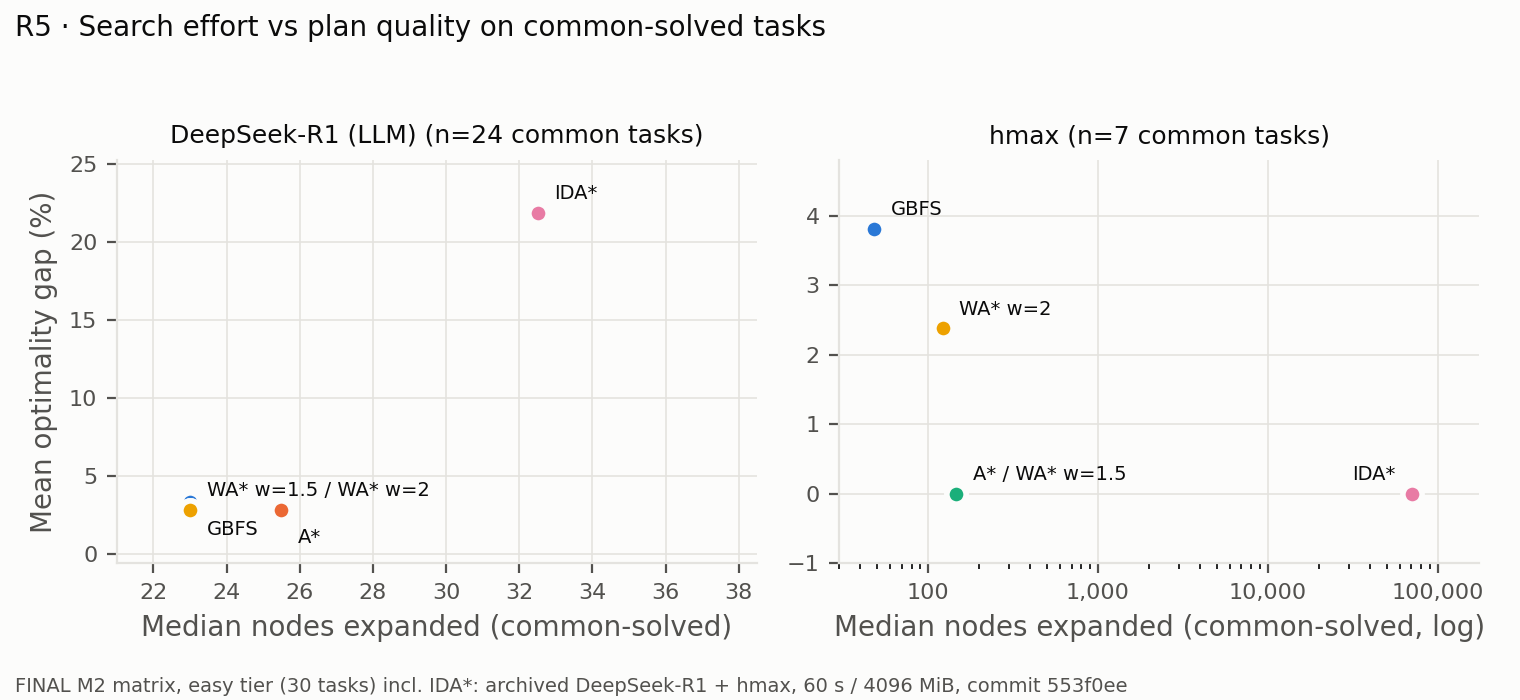 R5 · Search effort vs plan quality on common-solved tasks
DeepSeek-R1 (LLM) (n=24 common tasks)
Mean optimality gap (%)
25
20
15
10
5
0
IDA*
WA* w=1.5 / WA* w=2
GBFS
A*
22 24 26 28 30 32 34 36 38
Median nodes expanded (common-solved)
hmax (n=7 common tasks)
4
3
2
1
0
−1
GBFS
WA* w=2
A* / WA* w=1.5
IDA*
100 1,000 10,000 100,000
Median nodes expanded (common-solved, log)
FINAL M2 matrix, easy tier (30 tasks) incl. IDA*: archived DeepSeek-R1 + hmax, 60 s / 4096 MiB, commit 553f0ee